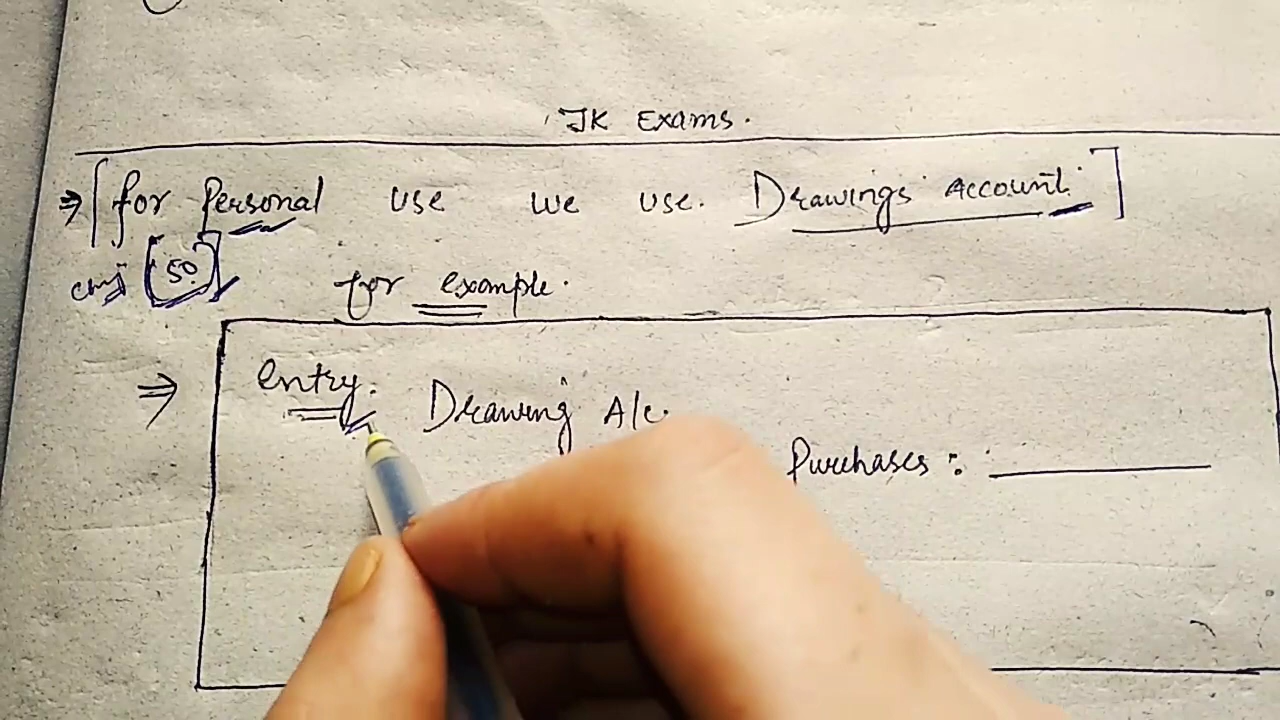 JK Exams.
⇒ [for Personal use we use. Drawings Account.]
[50] for example.
⇒ Entry. Drawing A/c.
Purchases :